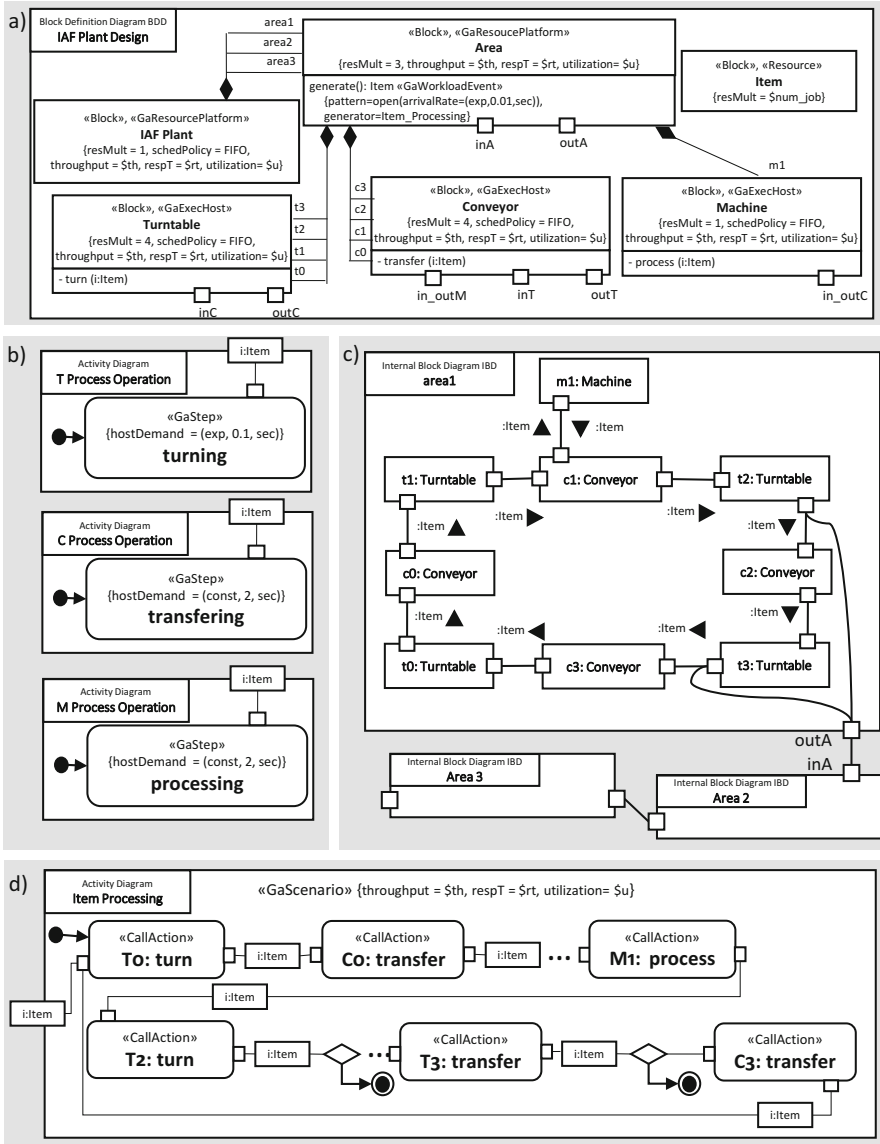 a)
Block Definition Diagram BDD
IAF Plant Design
area1
area2
area3
«Block», «GaResoucePlatform»
Area
{resMult = 3, throughput = $th, respT = $rt, utilization= $u}
generate(): Item «GaWorkloadEvent»
{pattern=open(arrivalRate=(exp,0.01,sec)),
generator=Item_Processing}
inA
outA
«Block», «Resource»
Item
{resMult = $num_job}
«Block», «GaResourcePlatform»
IAF Plant
{resMult = 1, schedPolicy = FIFO,
throughput = $th, respT = $rt, utilization= $u}
m1
«Block», «GaExecHost»
Turntable
{resMult = 4, schedPolicy = FIFO,
throughput = $th, respT = $rt, utilization= $u}
- turn (i:Item)
t3
t2
t1
t0
inC
outC
c3
c2
c1
c0
«Block», «GaExecHost»
Conveyor
{resMult = 4, schedPolicy = FIFO,
throughput = $th, respT = $rt, utilization= $u}
- transfer (i:Item)
in_outM
inT
outT
«Block», «GaExecHost»
Machine
{resMult = 1, schedPolicy = FIFO,
throughput = $th, respT = $rt, utilization= $u}
- process (i:Item)
in_outC
b)
i:Item
Activity Diagram
T Process Operation
«GaStep»
{hostDemand = (exp, 0.1, sec)}
turning
i:Item
Activity Diagram
C Process Operation
«GaStep»
{hostDemand = (const, 2, sec)}
transfering
i:Item
Activity Diagram
M Process Operation
«GaStep»
{hostDemand = (const, 2, sec)}
processing
c)
Internal Block Diagram IBD
area1
m1: Machine
:Item
:Item
t1: Turntable
c1: Conveyor
t2: Turntable
:Item
:Item
:Item
:Item
c0: Conveyor
c2: Conveyor
:Item
:Item
:Item
:Item
t0: Turntable
c3: Conveyor
t3: Turntable
outA
inA
Internal Block Diagram IBD
Area 3
Internal Block Diagram IBD
Area 2
d)
Activity Diagram
Item Processing
«GaScenario» {throughput = $th, respT = $rt, utilization= $u}
«CallAction»
T0: turn
i:Item
«CallAction»
C0: transfer
i:Item
...
«CallAction»
M1: process
i:Item
i:Item
«CallAction»
T2: turn
i:Item
...
«CallAction»
T3: transfer
i:Item
«CallAction»
C3: transfer
i:Item